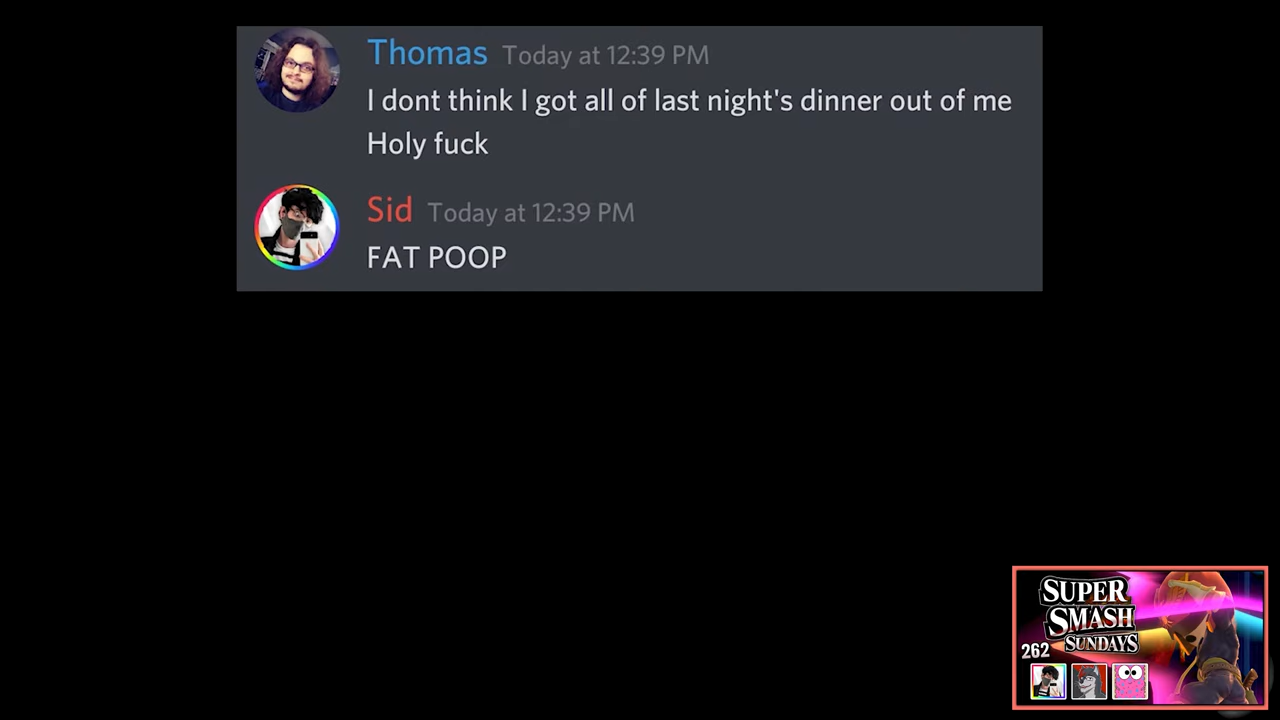 Thomas Today at 12:39 PM
I dont think I got all of last night's dinner out of me
Holy fuck
Sid Today at 12:39 PM
FAT POOP
SUPER
SMASH
SUNDAYS
262